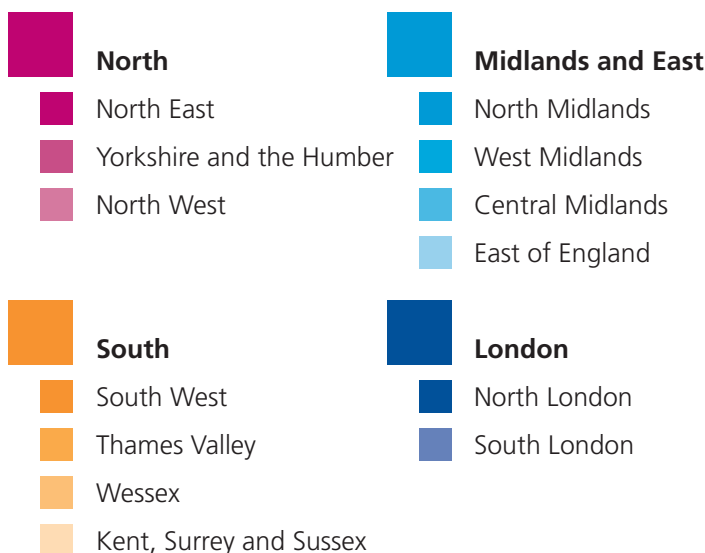 North
North East
Yorkshire and the Humber
North West
Midlands and East
North Midlands
West Midlands
Central Midlands
East of England
South
South West
Thames Valley
Wessex
Kent, Surrey and Sussex
London
North London
South London